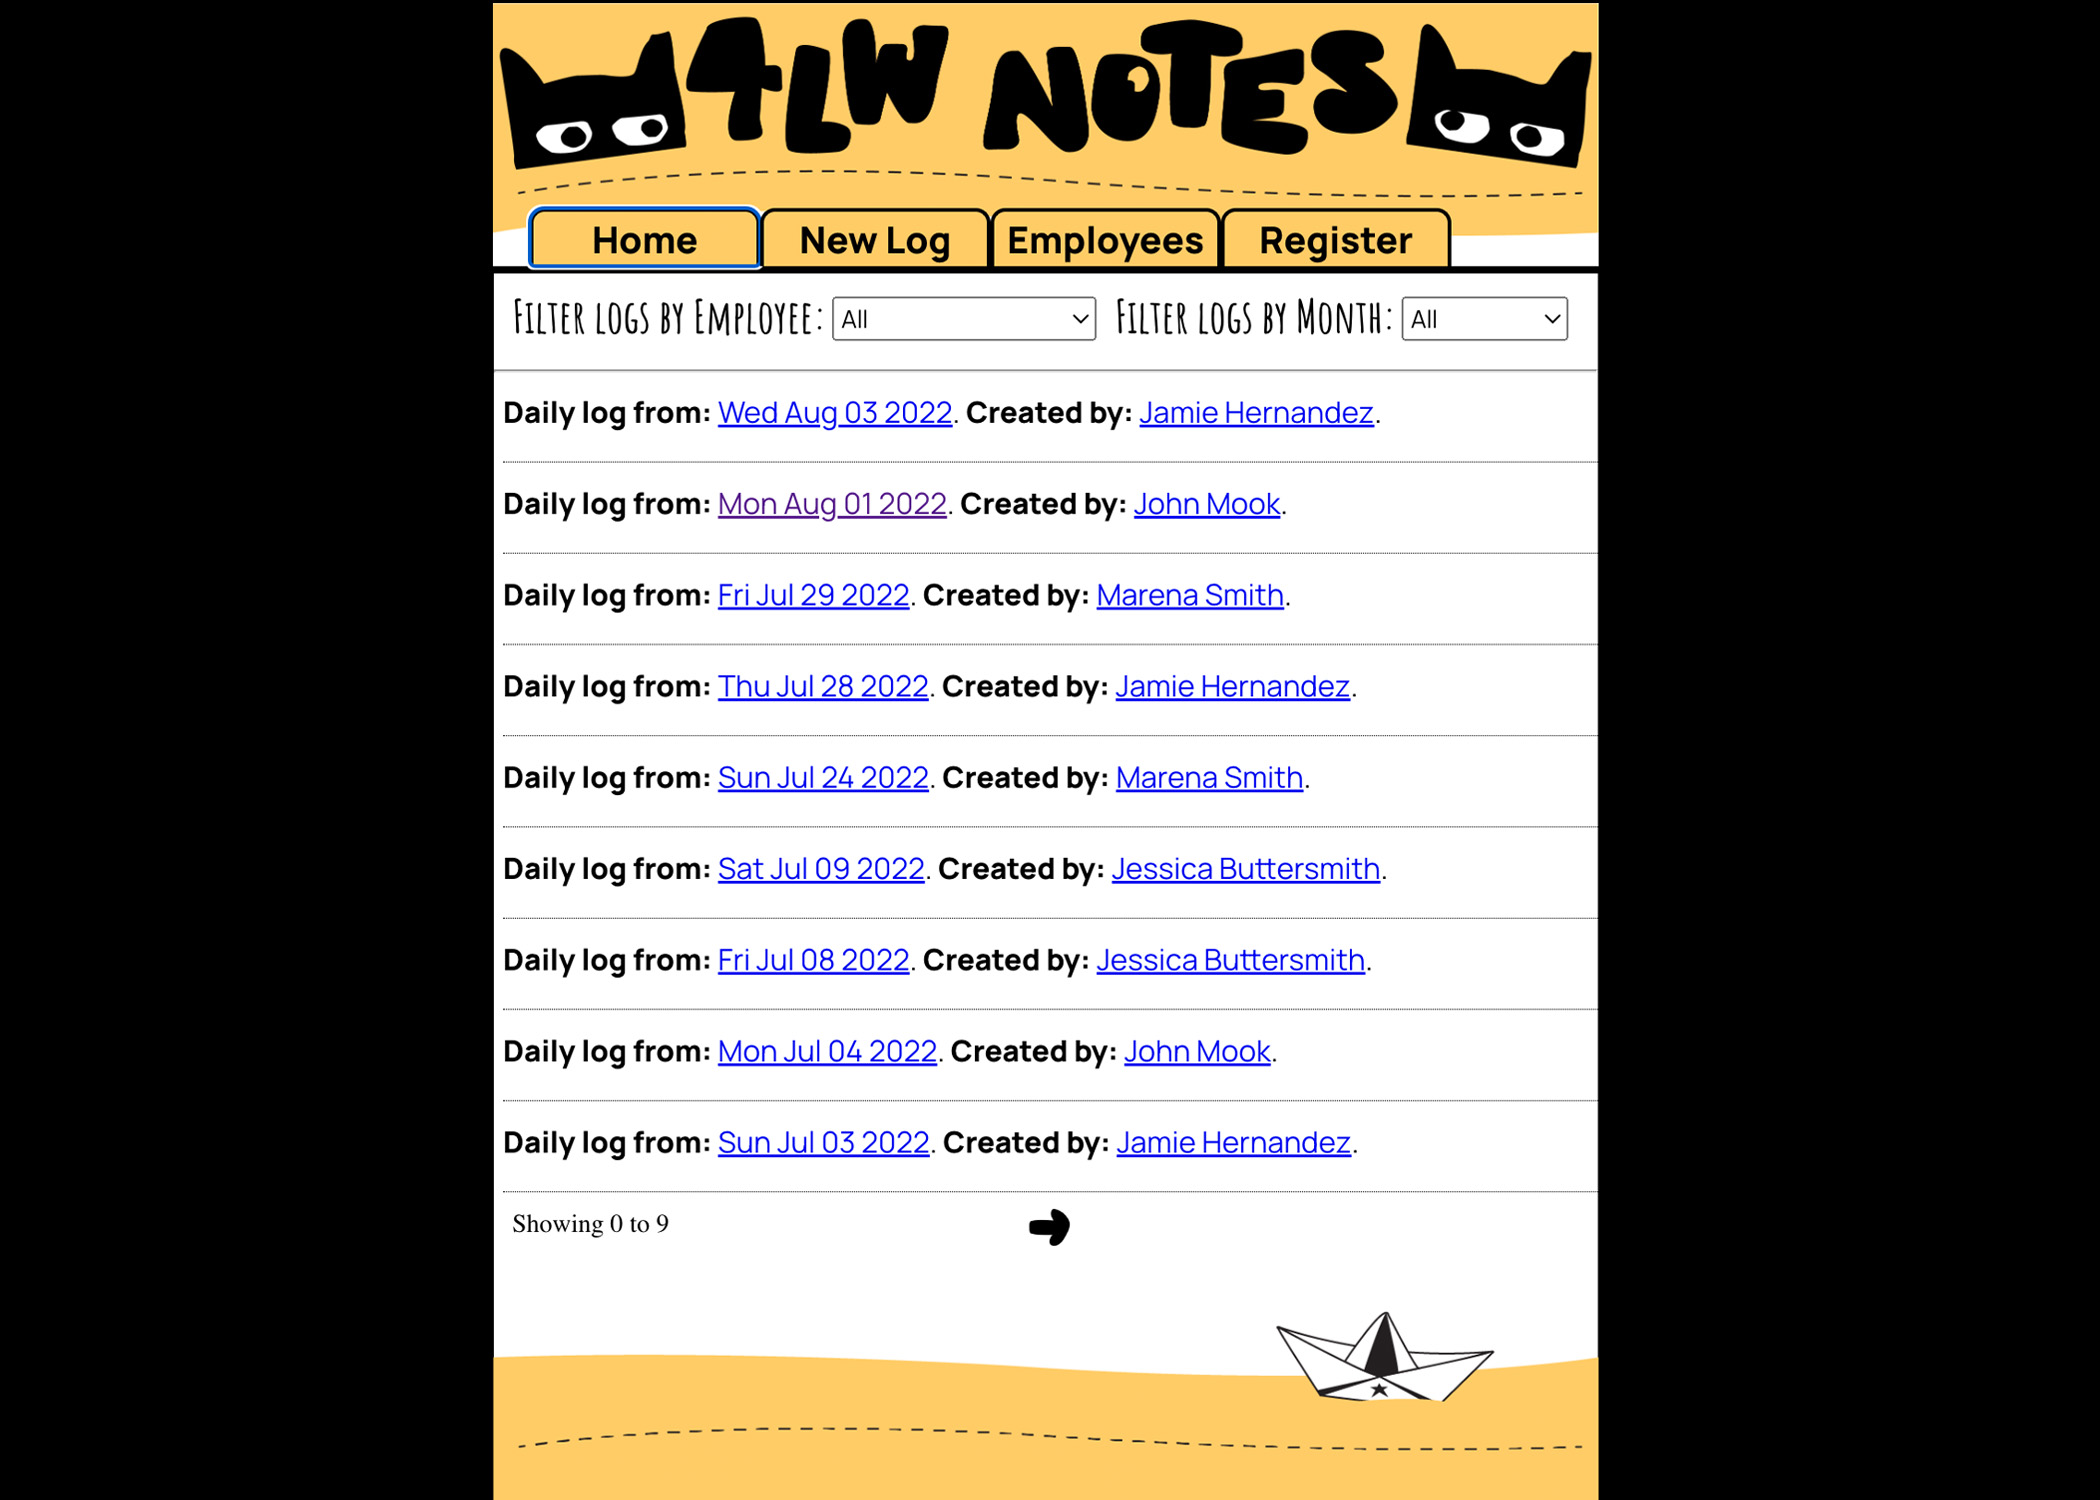 4LW NOTES
Home New Log Employees Register
Filter logs by Employee: All Filter logs by Month: All
Daily log from: Wed Aug 03 2022. Created by: Jamie Hernandez.
Daily log from: Mon Aug 01 2022. Created by: John Mook.
Daily log from: Fri Jul 29 2022. Created by: Marena Smith.
Daily log from: Thu Jul 28 2022. Created by: Jamie Hernandez.
Daily log from: Sun Jul 24 2022. Created by: Marena Smith.
Daily log from: Sat Jul 09 2022. Created by: Jessica Buttersmith.
Daily log from: Fri Jul 08 2022. Created by: Jessica Buttersmith.
Daily log from: Mon Jul 04 2022. Created by: John Mook.
Daily log from: Sun Jul 03 2022. Created by: Jamie Hernandez.
Showing 0 to 9